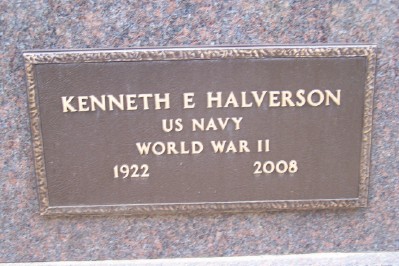 KENNETH E HALVERSON
US NAVY
WORLD WAR II
1922 2008